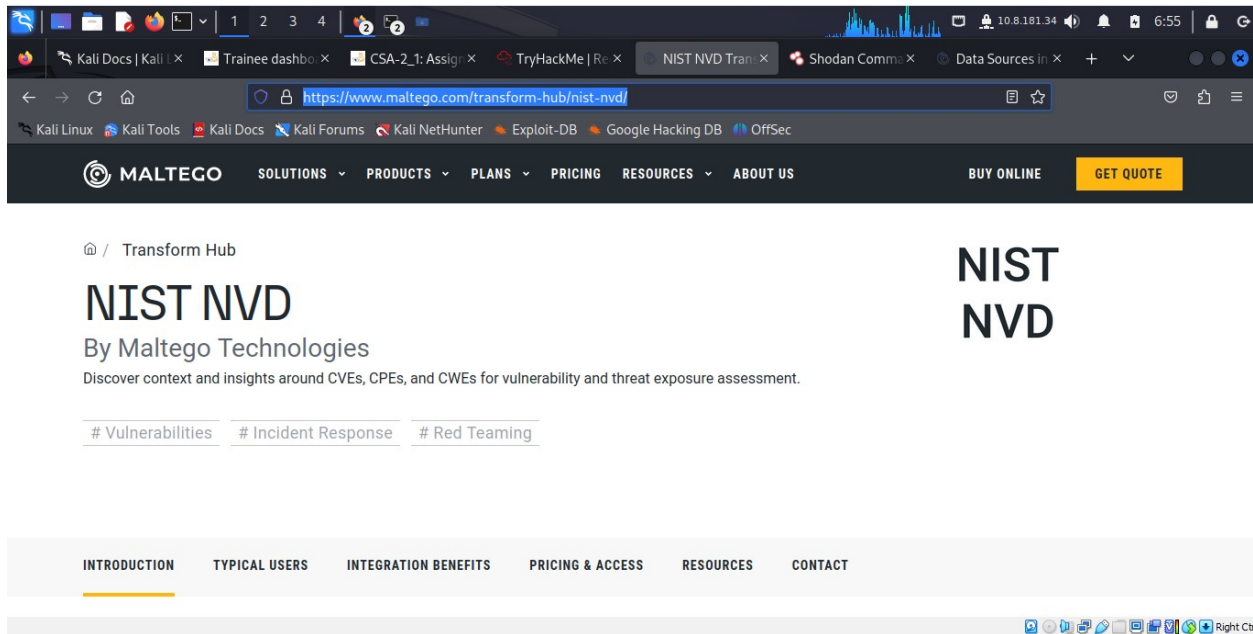 1 2 3 4 2 2 10.8.181.34 6:55
Kali Docs | Kali L Trainee dashbo CSA-2_1: Assign TryHackMe | Re NIST NVD Trans Shodan Comma Data Sources in
https://www.maltego.com/transform-hub/nist-nvd/
Kali Linux Kali Tools Kali Docs Kali Forums Kali NetHunter Exploit-DB Google Hacking DB OffSec
MALTEGO SOLUTIONS PRODUCTS PLANS PRICING RESOURCES ABOUT US BUY ONLINE GET QUOTE
/ Transform Hub
NIST NVD
By Maltego Technologies
Discover context and insights around CVEs, CPEs, and CWEs for vulnerability and threat exposure assessment.
# Vulnerabilities # Incident Response # Red Teaming
NIST
NVD
INTRODUCTION TYPICAL USERS INTEGRATION BENEFITS PRICING & ACCESS RESOURCES CONTACT
Right Ct